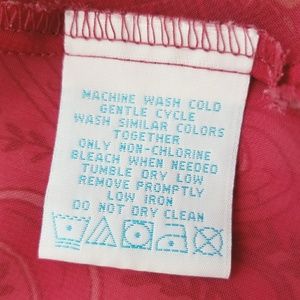 MACHINE WASH COLD
GENTLE CYCLE
WASH SIMILAR COLORS
TOGETHER
ONLY NON-CHLORINE
BLEACH WHEN NEEDED
TUMBLE DRY LOW
REMOVE PROMPTLY
LOW IRON
DO NOT DRY CLEAN